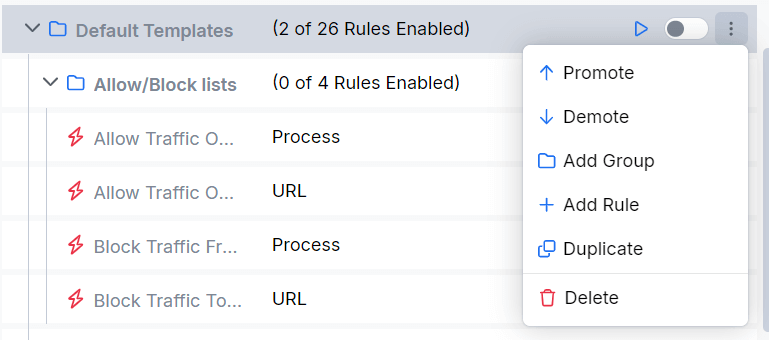 Default Templates (2 of 26 Rules Enabled)
Allow/Block lists (0 of 4 Rules Enabled)
Allow Traffic O... Process
Allow Traffic O... URL
Block Traffic Fr... Process
Block Traffic To... URL
Promote
Demote
Add Group
Add Rule
Duplicate
Delete